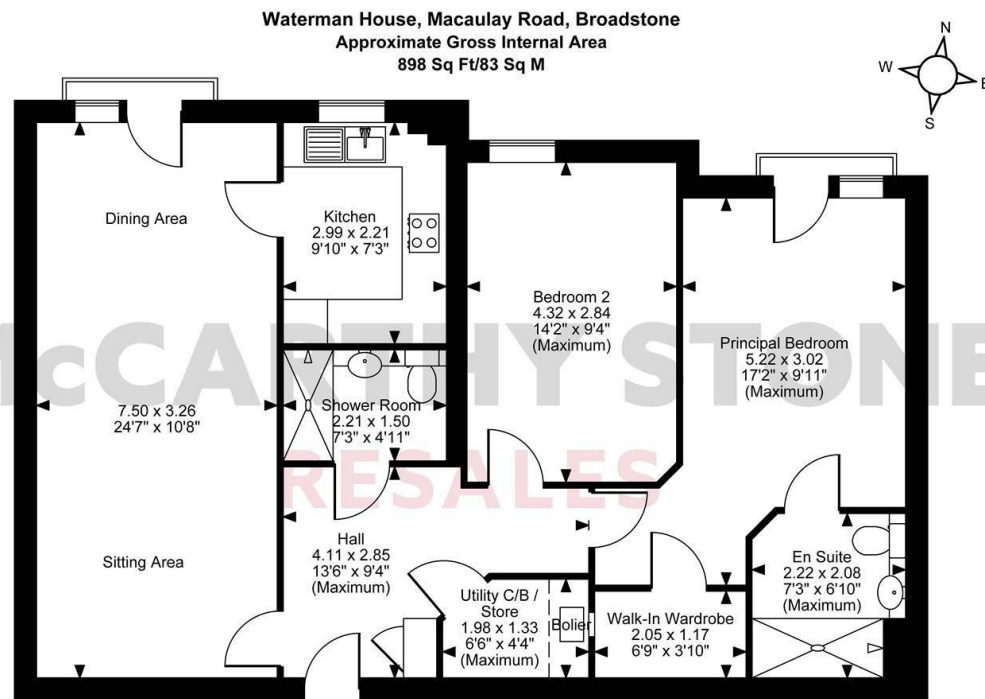 Waterman House, Macaulay Road, Broadstone
Approximate Gross Internal Area
898 Sq Ft/83 Sq M
N
W
E
S
Dining Area
Kitchen
2.99 x 2.21
9'10" x 7'3"
Bedroom 2
4.32 x 2.84
14'2" x 9'4"
(Maximum)
Principal Bedroom
5.22 x 3.02
17'2" x 9'11"
(Maximum)
McCARTHY STONE
RESALES
7.50 x 3.26
24'7" x 10'8"
Shower Room
2.21 x 1.50
7'3" x 4'11"
Sitting Area
Hall
4.11 x 2.85
13'6" x 9'4"
(Maximum)
Utility C/B /
Store
1.98 x 1.33
6'6" x 4'4"
(Maximum)
Bolier
Walk-In Wardrobe
2.05 x 1.17
6'9" x 3'10"
En Suite
2.22 x 2.08
7'3" x 6'10"
(Maximum)